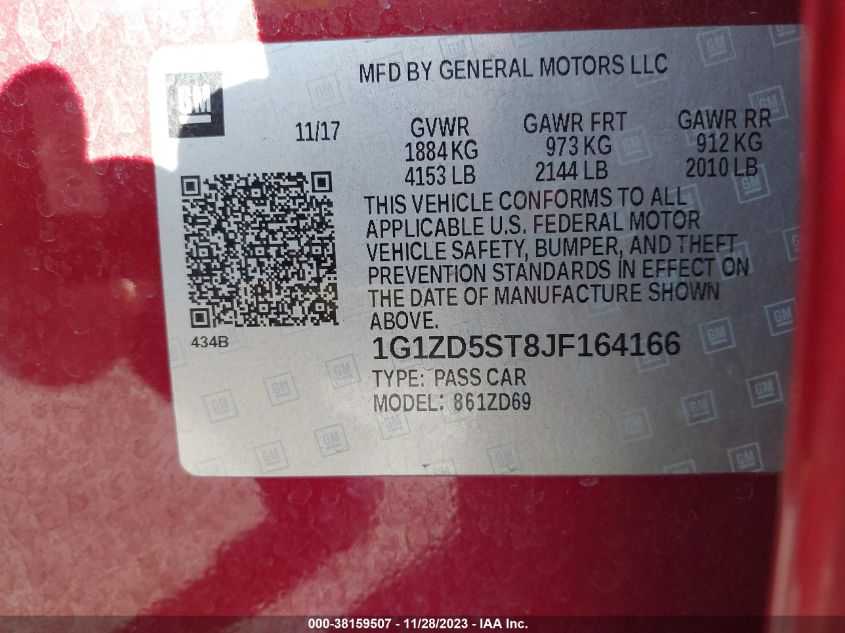 MFD BY GENERAL MOTORS LLC
GM
11/17 GVWR GAWR FRT GAWR RR
1884 KG 973 KG 912 KG
4153 LB 2144 LB 2010 LB
THIS VEHICLE CONFORMS TO ALL
APPLICABLE U.S. FEDERAL MOTOR
VEHICLE SAFETY, BUMPER, AND THEFT
PREVENTION STANDARDS IN EFFECT ON
THE DATE OF MANUFACTURE SHOWN
ABOVE.
434B
1G1ZD5ST8JF164166
TYPE: PASS CAR
MODEL: 861ZD69
000-38159507 - 11/28/2023 - IAA Inc.